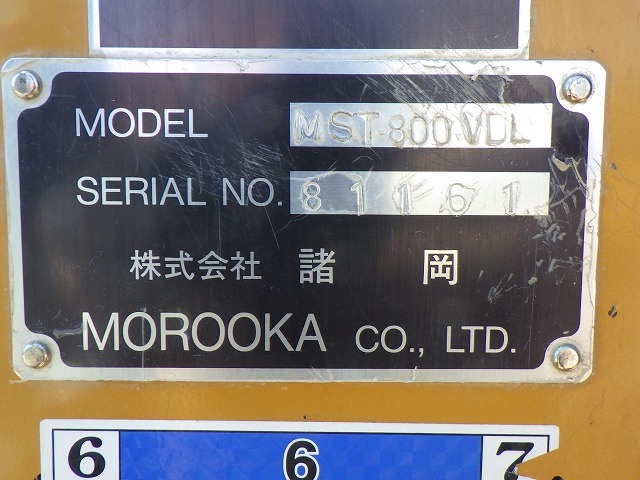 MODEL MST-800 VDL
SERIAL NO. 81161
株式会社 諸 岡
MOROOKA CO., LTD.
6 6 7